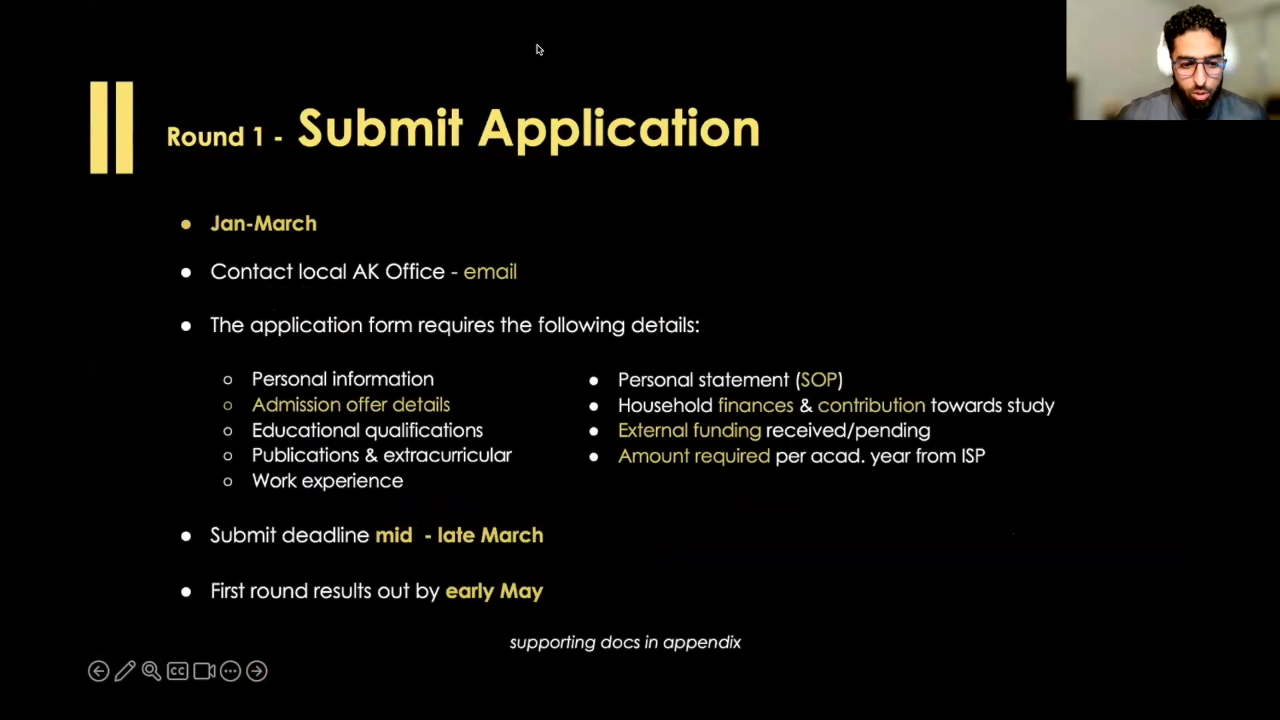 Round 1 - Submit Application
Jan-March
Contact local AK Office - email
The application form requires the following details:
Personal information
Admission offer details
Educational qualifications
Publications & extracurricular
Work experience
Personal statement (SOP)
Household finances & contribution towards study
External funding received/pending
Amount required per acad. year from ISP
Submit deadline mid - late March
First round results out by early May
supporting docs in appendix
CC